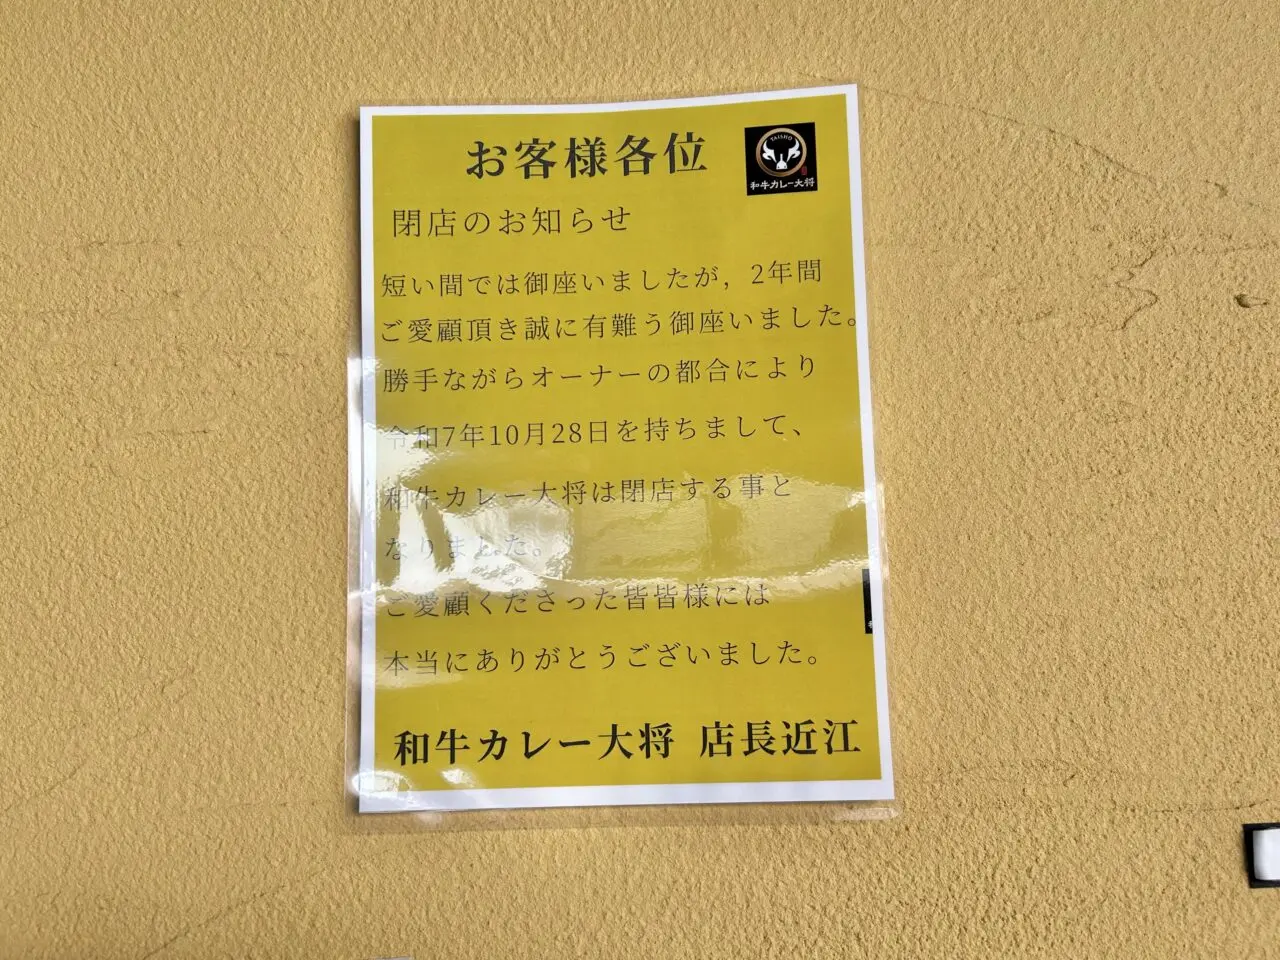 お客様各位
TAISHO
和牛カレー大将
閉店のお知らせ
短い間では御座いましたが，2年間
ご愛顧頂き誠に有難う御座いました。
勝手ながらオーナーの都合により
令和7年10月28日を持ちまして、
和牛カレー大将は閉店する事と
なりました。
ご愛顧くださった皆皆様には
本当にありがとうございました。
和牛カレー大将 店長近江